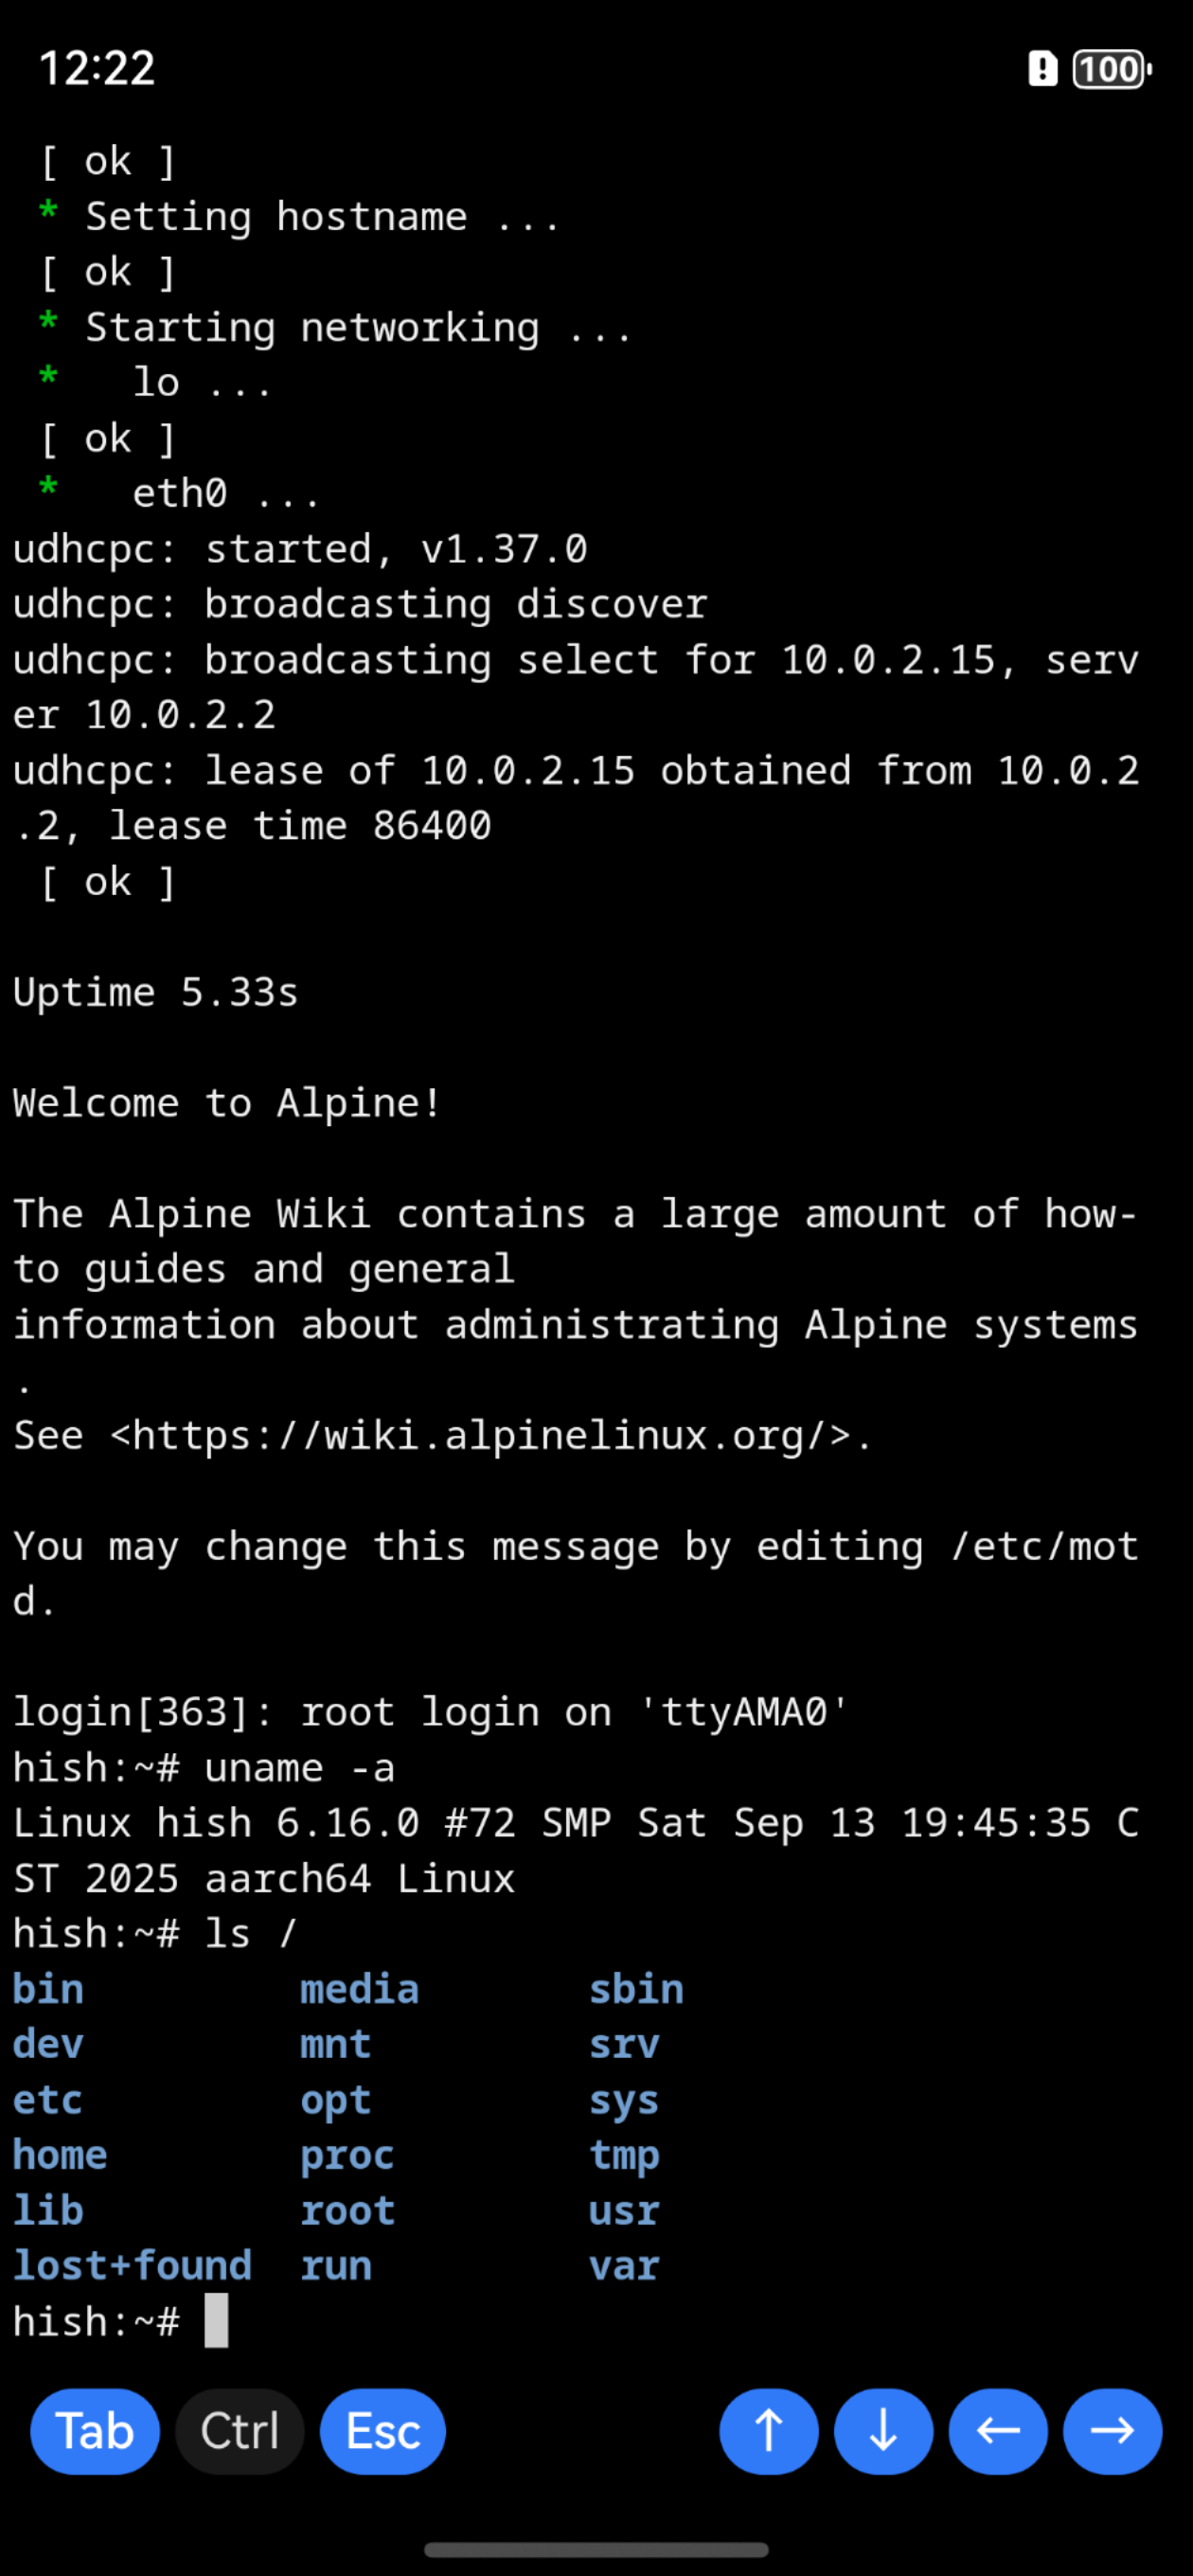 12:22
100
[ ok ]
* Setting hostname ...
[ ok ]
* Starting networking ...
*   lo ...
[ ok ]
*   eth0 ...
udhcpc: started, v1.37.0
udhcpc: broadcasting discover
udhcpc: broadcasting select for 10.0.2.15, serv
er 10.0.2.2
udhcpc: lease of 10.0.2.15 obtained from 10.0.2
.2, lease time 86400
[ ok ]
Uptime 5.33s
Welcome to Alpine!
The Alpine Wiki contains a large amount of how-
to guides and general
information about administrating Alpine systems
.
See <https://wiki.alpinelinux.org/>.
You may change this message by editing /etc/mot
d.
login[363]: root login on 'ttyAMA0'
hish:~# uname -a
Linux hish 6.16.0 #72 SMP Sat Sep 13 19:45:35 C
ST 2025 aarch64 Linux
hish:~# ls /
bin         media       sbin
dev         mnt         srv
etc         opt         sys
home        proc        tmp
lib         root        usr
lost+found  run         var
hish:~#
Tab Ctrl Esc ↑ ↓ ← →